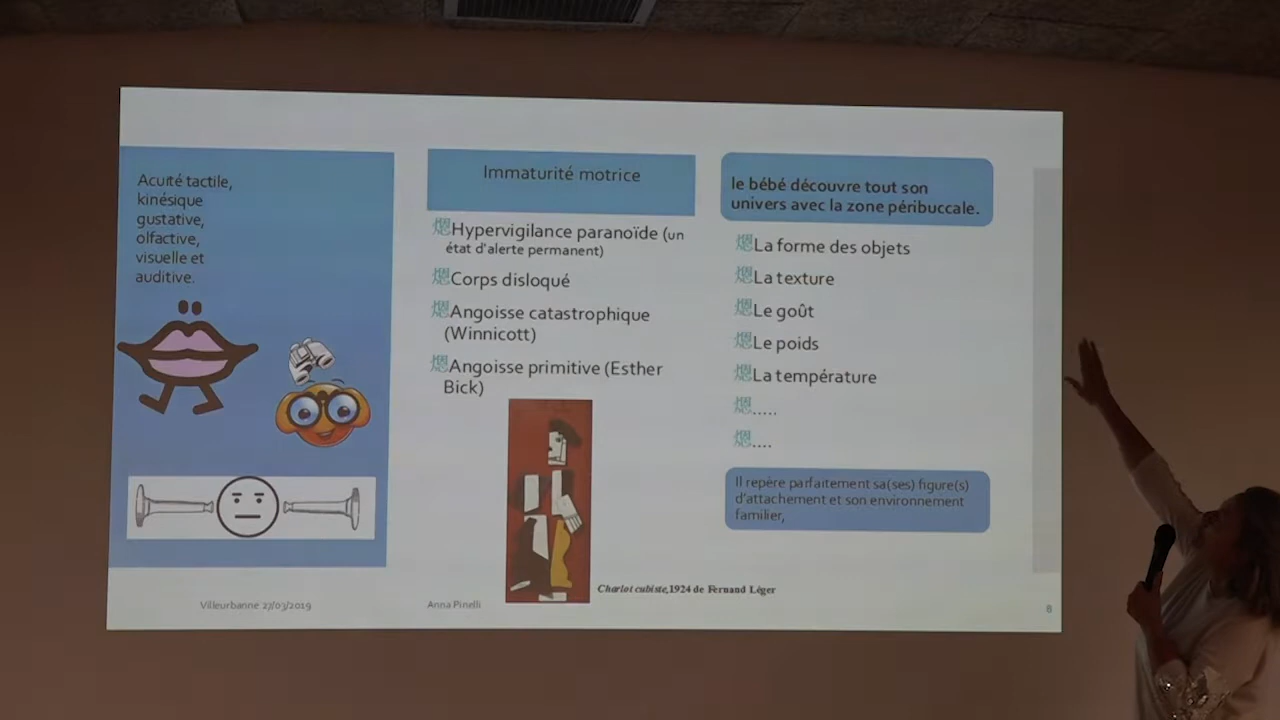 Acuité tactile,
kinésique
gustative,
olfactive,
visuelle et
auditive.
Immaturité motrice
Hypervigilance paranoïde (un
état d'alerte permanent)
Corps disloqué
Angoisse catastrophique
(Winnicott)
Angoisse primitive (Esther
Bick)
Charlot cubiste,1924 de Fernand Léger
le bébé découvre tout son
univers avec la zone péribuccale.
La forme des objets
La texture
Le goût
Le poids
La température
.....
....
Il repère parfaitement sa(ses) figure(s)
d'attachement et son environnement
familier,
Villeurbanne 27/03/2019
Anna Pinelli
8